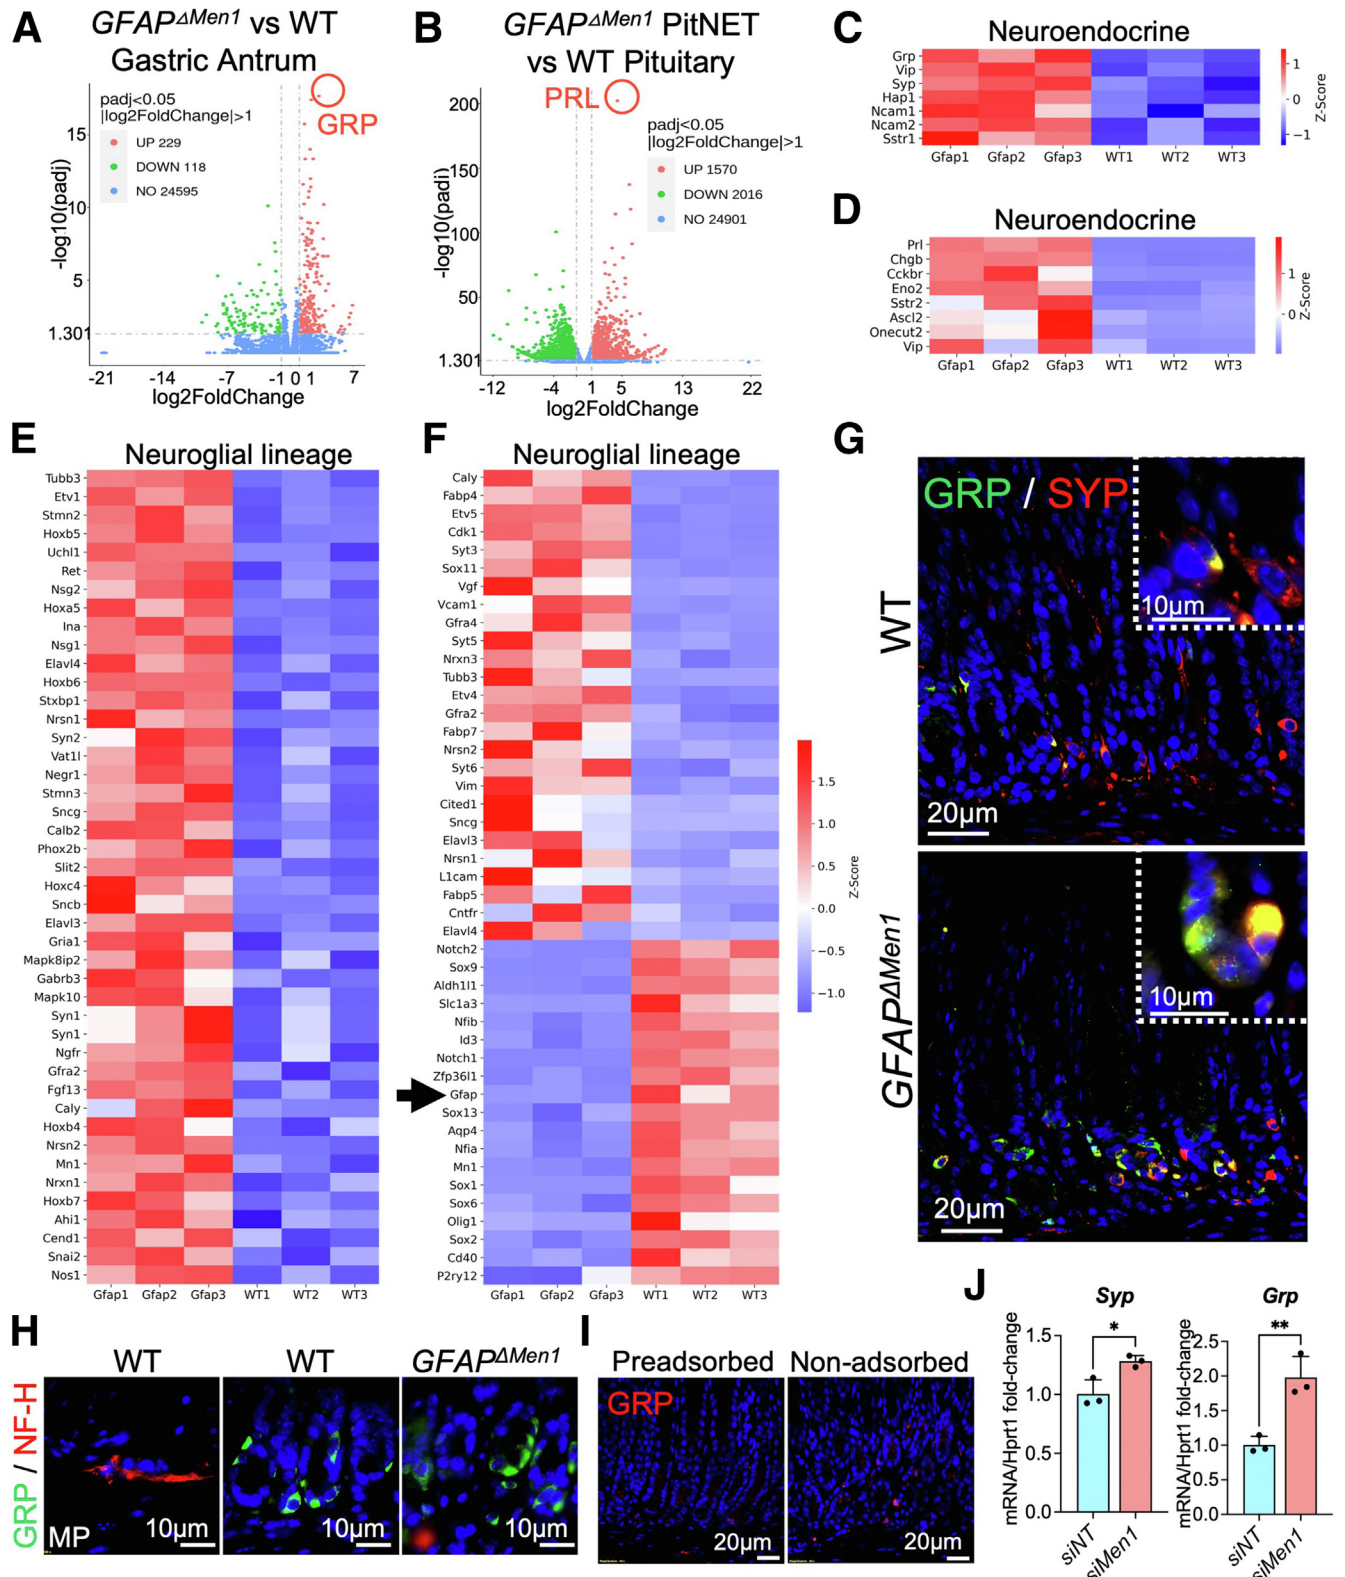 A
GFAP^ΔMen1 vs WT
Gastric Antrum
padj<0.05
|log2FoldChange|>1
UP 229
DOWN 118
NO 24595
GRP
-log10(padj)
15
10
5
1.301
-21 -14 -7 -1 0 1 7
log2FoldChange
B
GFAP^ΔMen1 PitNET
vs WT Pituitary
PRL
padj<0.05
|log2FoldChange|>1
UP 1570
DOWN 2016
NO 24901
-log10(padi)
200
150
100
50
1.301
-12 -4 1 5 13 22
log2FoldChange
C
Neuroendocrine
Grp
Vip
Syp
Hap1
Ncam1
Ncam2
Sstr1
Gfap1 Gfap2 Gfap3 WT1 WT2 WT3
1
0
−1
Z-Score
D
Neuroendocrine
Prl
Chgb
Cckbr
Eno2
Sstr2
Ascl2
Onecut2
Vip
Gfap1 Gfap2 Gfap3 WT1 WT2 WT3
1
0
Z-Score
E
Neuroglial lineage
Tubb3
Etv1
Stmn2
Hoxb5
Uchl1
Ret
Nsg2
Hoxa5
Ina
Nsg1
Elavl4
Hoxb6
Stxbp1
Nrsn1
Syn2
Vat1l
Negr1
Stmn3
Sncg
Calb2
Phox2b
Slit2
Hoxc4
Sncb
Elavl3
Gria1
Mapk8ip2
Gabrb3
Mapk10
Syn1
Syn1
Ngfr
Gfra2
Fgf13
Caly
Hoxb4
Nrsn2
Mn1
Nrxn1
Hoxb7
Ahi1
Cend1
Snai2
Nos1
Gfap1 Gfap2 Gfap3 WT1 WT2 WT3
F
Neuroglial lineage
Caly
Fabp4
Etv5
Cdk1
Syt3
Sox11
Vgf
Vcam1
Gfra4
Syt5
Nrxn3
Tubb3
Etv4
Gfra2
Fabp7
Nrsn2
Syt6
Vim
Cited1
Sncg
Elavl3
Nrsn1
L1cam
Fabp5
Cntfr
Elavl4
Notch2
Sox9
Aldh1l1
Slc1a3
Nfib
Id3
Notch1
Zfp36l1
Gfap
Sox13
Aqp4
Nfia
Mn1
Sox1
Sox6
Olig1
Sox2
Cd40
P2ry12
Gfap1 Gfap2 Gfap3 WT1 WT2 WT3
1.5
1.0
0.5
0.0
−0.5
−1.0
Z-Score
G
GRP / SYP
WT
10µm
20µm
GFAP^ΔMen1
10µm
20µm
H
WT WT GFAP^ΔMen1
GRP / NF-H
MP
10µm 10µm 10µm
I
Preadsorbed Non-adsorbed
GRP
20µm 20µm
J
Syp
mRNA/Hprt1 fold-change
1.5
1.0
0.5
0.0
*
siNT siMen1
Grp
mRNA/Hprt1 fold-change
2.5
2.0
1.5
1.0
0.5
0.0
**
siNT siMen1